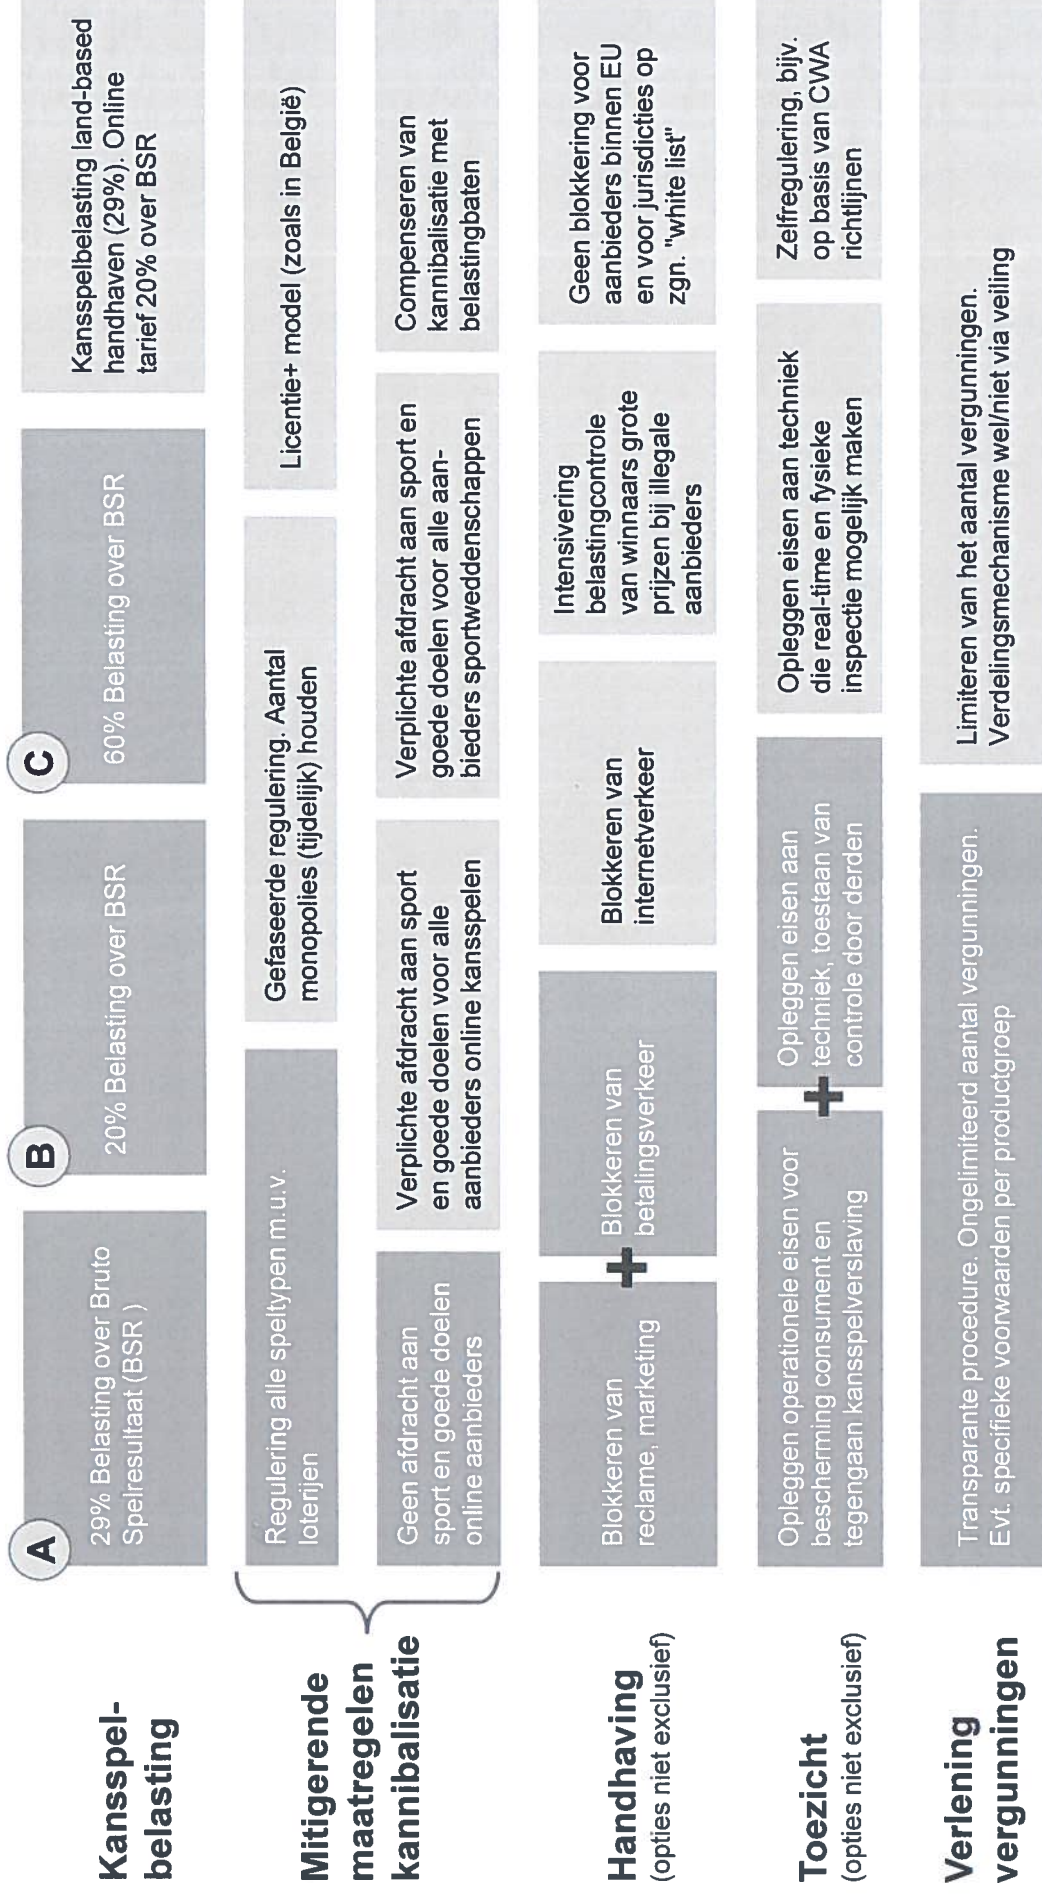 Kansspel-
belasting
A
29% Belasting over Bruto
Spelresultaat (BSR )
B
20% Belasting over BSR
C
60% Belasting over BSR
Kansspelbelasting land-based
handhaven (29%). Online
tarief 20% over BSR
Mitigerende
maatregelen
kannibalisatie
Regulering alle speltypen m.u.v.
loterijen
Gefaseerde regulering. Aantal
monopolies (tijdelijk) houden
Licentie+ model (zoals in België)
Geen afdracht aan
sport en goede doelen
online aanbieders
Verplichte afdracht aan sport
en goede doelen voor alle
aanbieders online kansspelen
Verplichte afdracht aan sport en
goede doelen voor alle aan-
bieders sportweddenschappen
Compenseren van
kannibalisatie met
belastingbaten
Handhaving
(opties niet exclusief)
Blokkeren van
reclame, marketing
+
Blokkeren van
betalingsverkeer
Blokkeren van
internetverkeer
Intensivering
belastingcontrole
van winnaars grote
prijzen bij illegale
aanbieders
Geen blokkering voor
aanbieders binnen EU
en voor jurisdicties op
zgn. "white list"
Toezicht
(opties niet exclusief)
Opleggen operationele eisen voor
bescherming consument en
tegengaan kansspelverslaving
+
Opleggen eisen aan
techniek, toestaan van
controle door derden
Opleggen eisen aan techniek
die real-time en fysieke
inspectie mogelijk maken
Zelfregulering, bijv.
op basis van CWA
richtlijnen
Verlening
vergunningen
Transparante procedure. Ongelimiteerd aantal vergunningen.
Evt. specifieke voorwaarden per productgroep
Limiteren van het aantal vergunningen.
Verdelingsmechanisme wel/niet via veiling